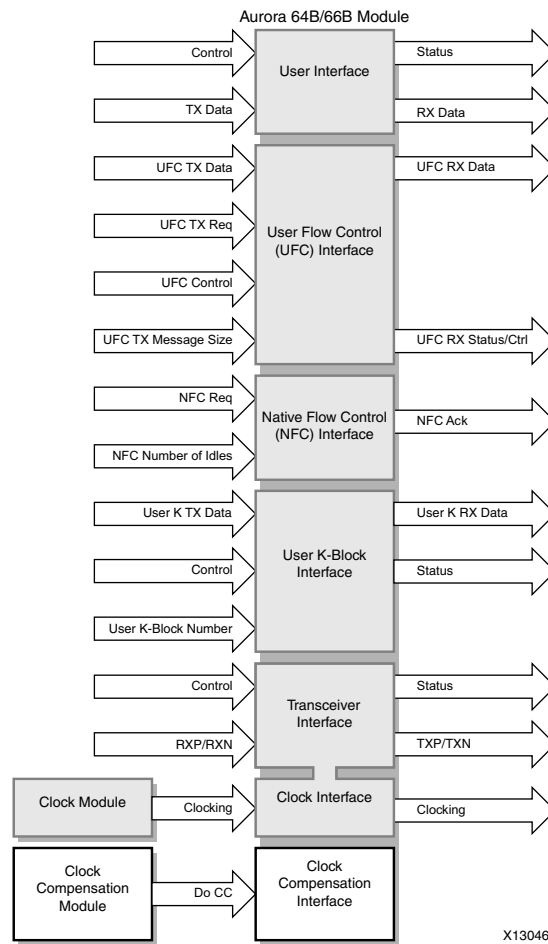 Aurora 64B/66B Module
Control
User Interface
Status
TX Data
RX Data
UFC TX Data
UFC RX Data
UFC TX Req
User Flow Control
(UFC) Interface
UFC Control
UFC TX Message Size
UFC RX Status/Ctrl
NFC Req
Native Flow Control
(NFC) Interface
NFC Ack
NFC Number of Idles
User K TX Data
User K RX Data
User K-Block
Interface
Control
Status
User K-Block Number
Control
Status
Transceiver
Interface
RXP/RXN
TXP/TXN
Clock Module
Clocking
Clock Interface
Clocking
Clock
Compensation
Module
Do CC
Clock
Compensation
Interface
X13046